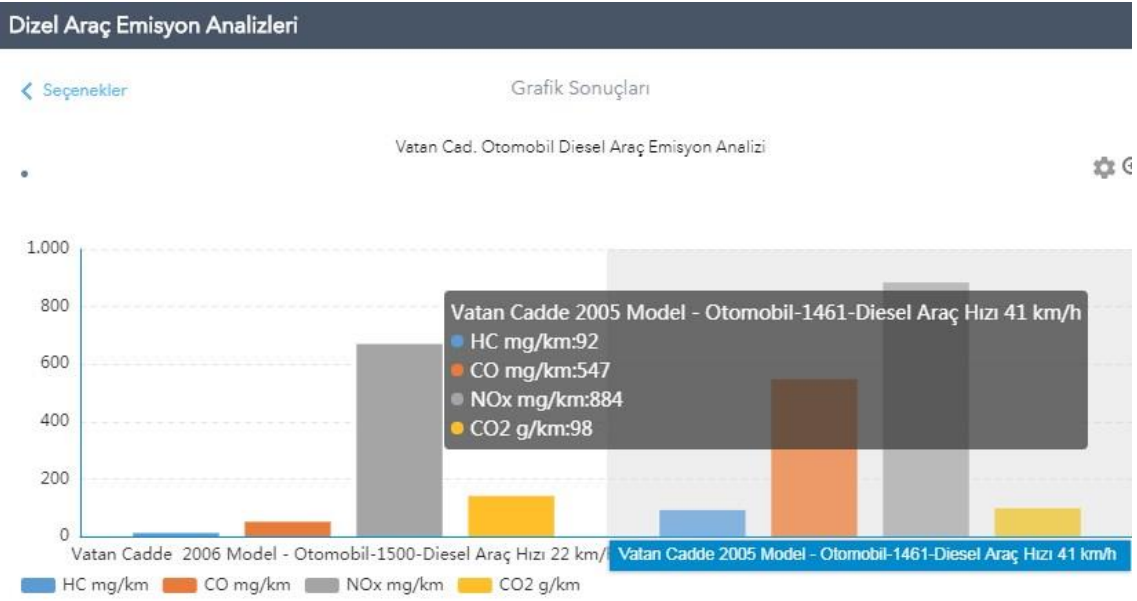 Dizel Araç Emisyon Analizleri
Seçenekler
Grafik Sonuçları
Vatan Cad. Otomobil Diesel Araç Emisyon Analizi
1.000
800
600
400
200
0
Vatan Cadde 2005 Model - Otomobil-1461-Diesel Araç Hızı 41 km/h
HC mg/km:92
CO mg/km:547
NOx mg/km:884
CO2 g/km:98
Vatan Cadde 2006 Model - Otomobil-1500-Diesel Araç Hızı 22 km/
Vatan Cadde 2005 Model - Otomobil-1461-Diesel Araç Hızı 41 km/h
HC mg/km
CO mg/km
NOx mg/km
CO2 g/km